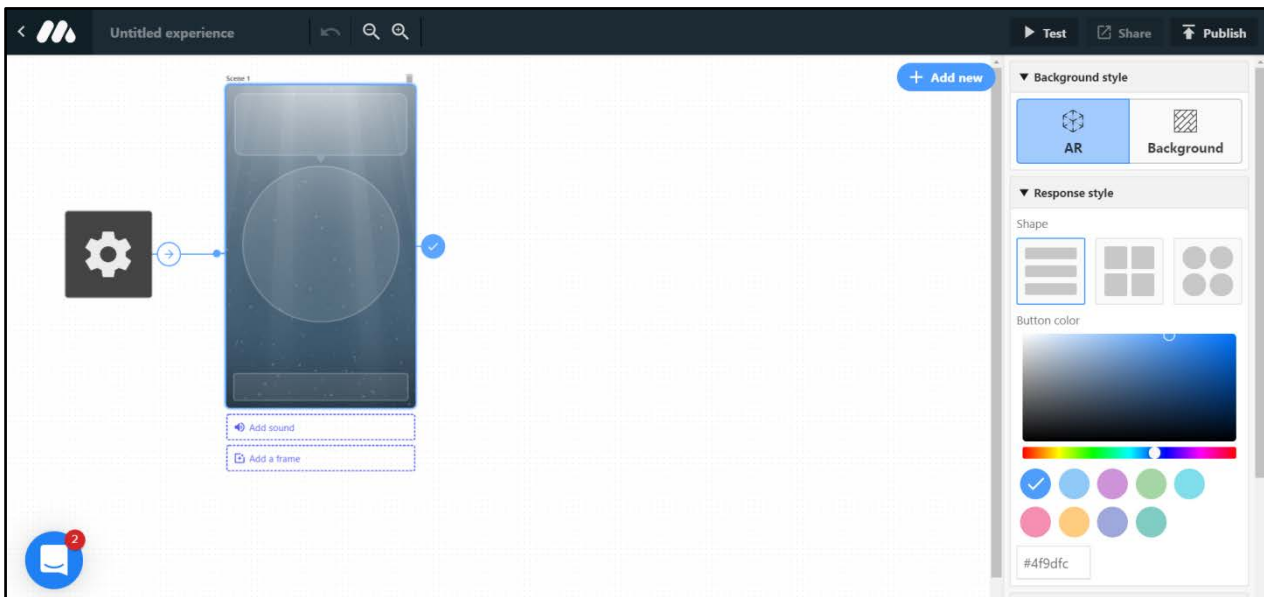 Untitled experience
Test
Share
Publish
Scene 1
Add new
Background style
AR
Background
Response style
Shape
Button color
Add sound
Add a frame
2
#4f9dfc